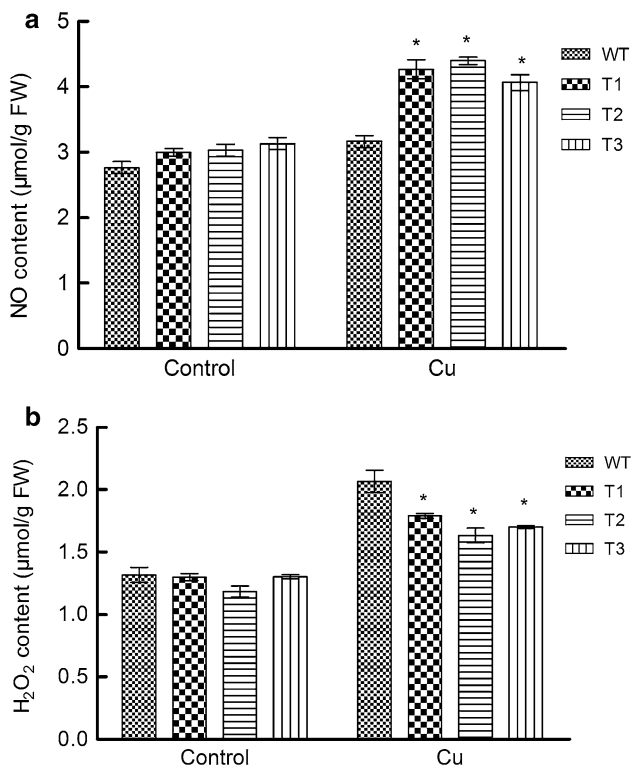 a
NO content (µmol/g FW)
5
4
3
2
1
0
* * *
Control Cu
WT
T1
T2
T3
b
H₂O₂ content (µmol/g FW)
2.5
2.0
1.5
1.0
0.5
0.0
* * *
Control Cu
WT
T1
T2
T3